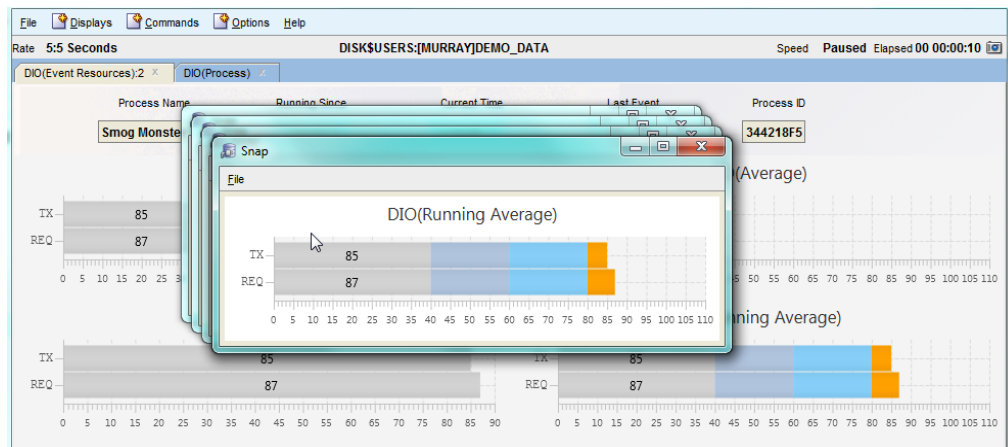 File Displays Commands Options Help
Rate 5:5 Seconds DISK$USERS:[MURRAY]DEMO_DATA Speed Paused Elapsed 00 00:00:10
DIO(Event Resources):2 DIO(Process)
Process Name Running Since Current Time Last Event Process ID
Smog Monste 344218F5
Snap
File
DIO(Running Average)
TX 85
REQ 87
0 5 10 15 20 25 30 35 40 45 50 55 60 65 70 75 80 85 90 95 100 105 110
(Average)
TX 85
REQ 87
0 5 10 15 20 25 30
50 55 60 65 70 75 80 85 90 95 100 105 110
ning Average)
TX 85
REQ 87
0 5 10 15 20 25 30 35 40 45 50 55 60 65 70 75 80 85 90
TX 85
REQ 87
0 5 10 15 20 25 30 35 40 45 50 55 60 65 70 75 80 85 90 95 100 105 110